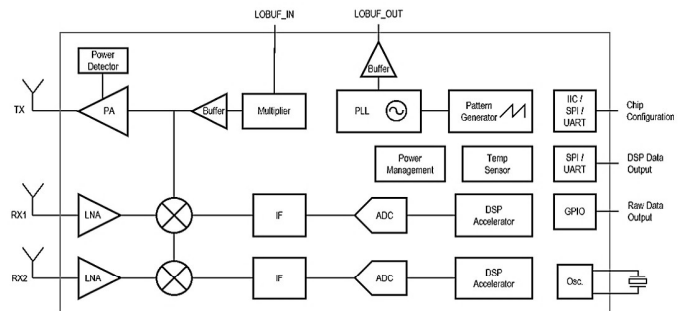 LOBUF_IN
LOBUF_OUT
Power
Detector
Buffer
TX
PA
Buffer
Multiplier
PLL
Pattern
Generator
IIC /
SPI /
UART
Chip
Configuration
Power
Management
Temp
Sensor
SPI /
UART
DSP Data
Output
RX1
LNA
IF
ADC
DSP
Accelerator
GPIO
Raw Data
Output
RX2
LNA
IF
ADC
DSP
Accelerator
Osc.